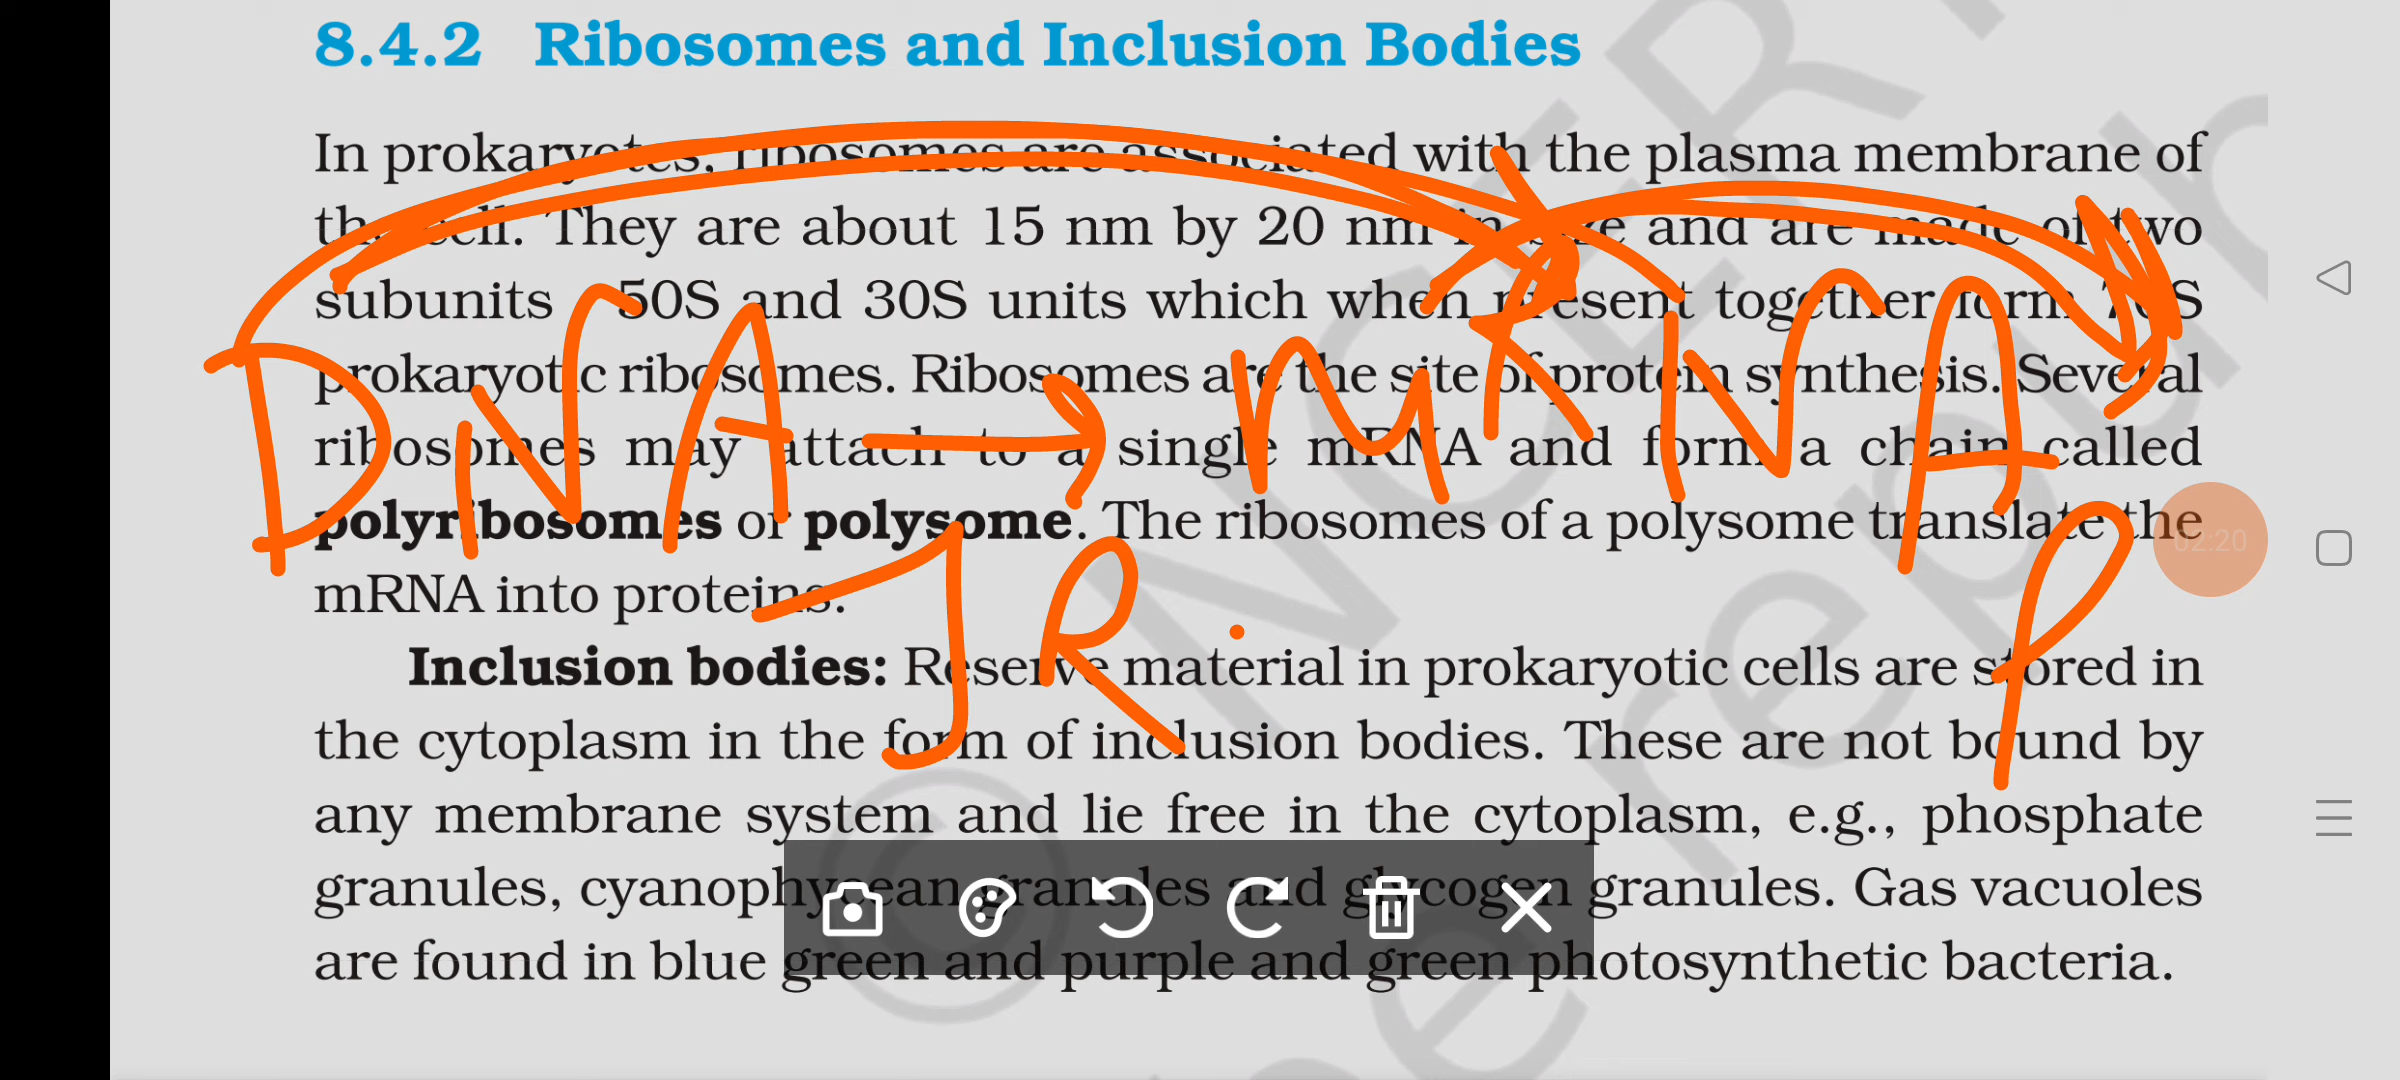 8.4.2 Ribosomes and Inclusion Bodies
In prokaryotes, ribosomes are associated with the plasma membrane of
the cell. They are about 15 nm by 20 nm in size and are made of two
subunits - 50S and 30S units which when present together form 70S
prokaryotic ribosomes. Ribosomes are the site of protein synthesis. Several
ribosomes may attach to a single mRNA and form a chain called
polyribosomes or polysome. The ribosomes of a polysome translate the
mRNA into proteins.
Inclusion bodies: Reserve material in prokaryotic cells are stored in
the cytoplasm in the form of inclusion bodies. These are not bound by
any membrane system and lie free in the cytoplasm, e.g., phosphate
granules, cyanophycean granules and glycogen granules. Gas vacuoles
are found in blue green and purple and green photosynthetic bacteria.
DNA → mRNA
P
02:20
© NCERT